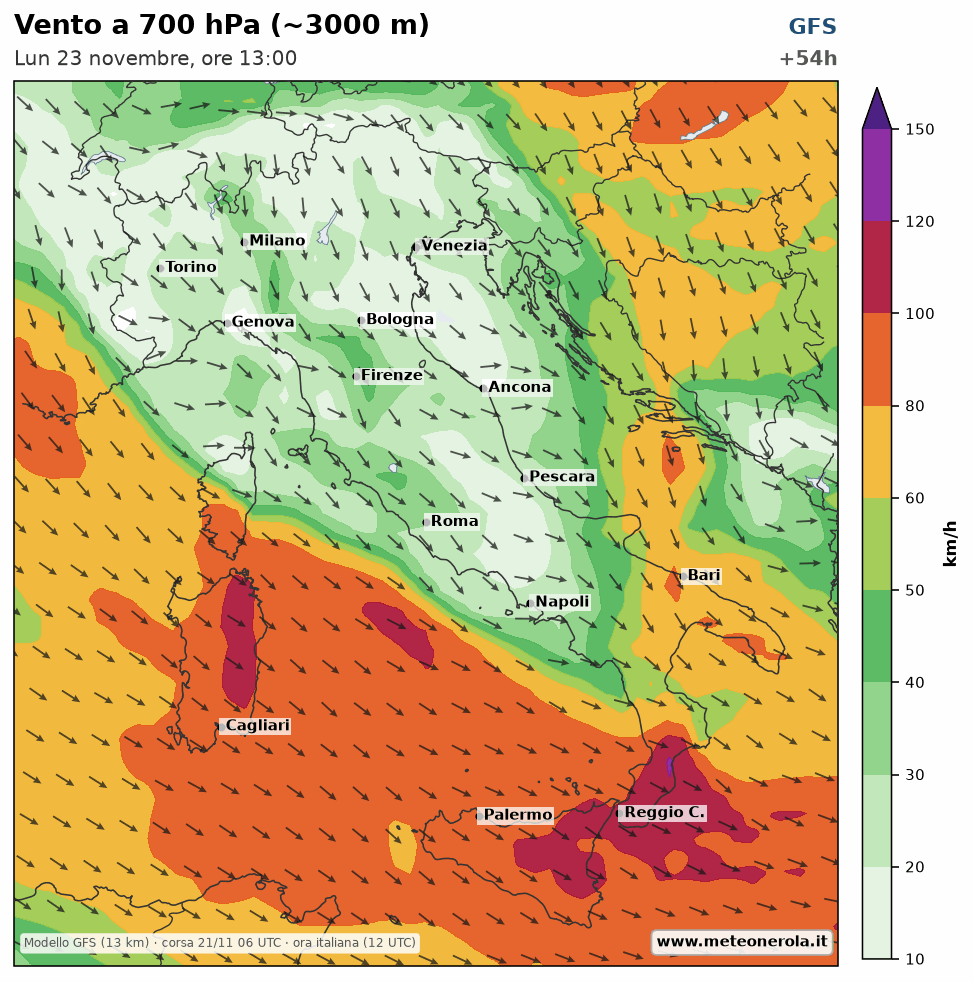 Vento a 700 hPa (~3000 m)
GFS
Lun 23 novembre, ore 13:00
+54h
Milano
Venezia
Torino
Genova
Bologna
Firenze
Ancona
Pescara
Roma
Bari
Napoli
Cagliari
Palermo
Reggio C.
150
120
100
80
60
50
40
30
20
10
km/h
Modello GFS (13 km) · corsa 21/11 06 UTC · ora italiana (12 UTC)
www.meteonerola.it